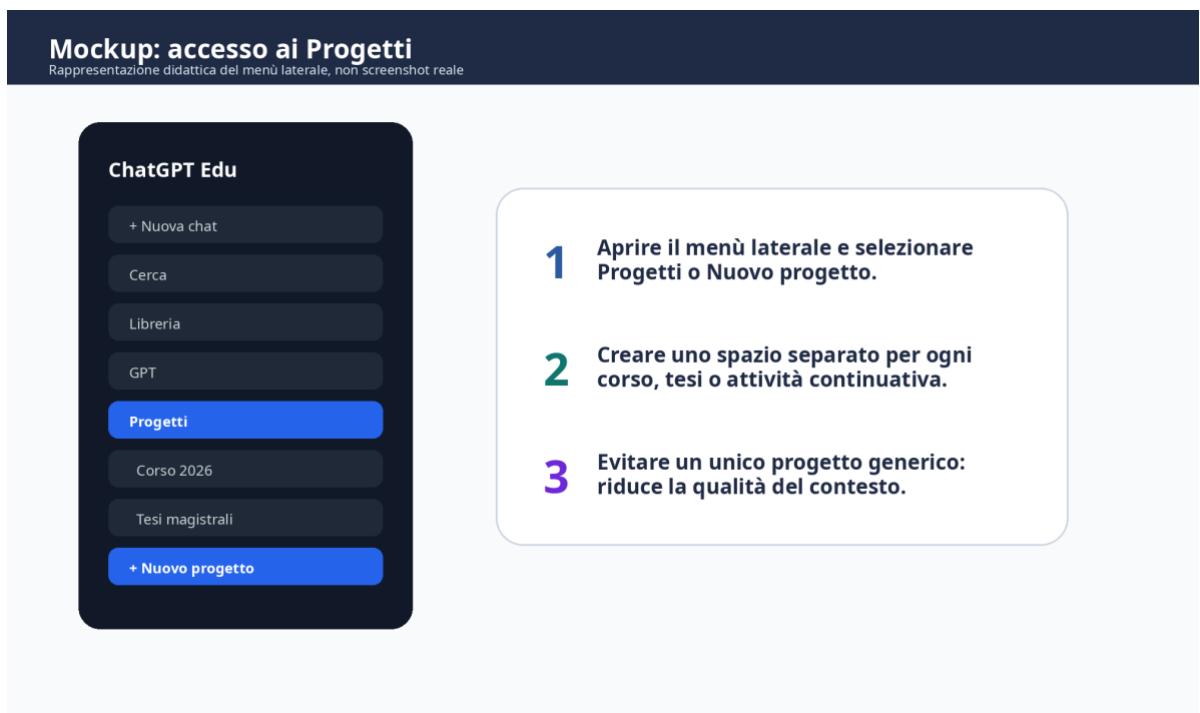 Mockup: accesso ai Progetti
Rappresentazione didattica del menù laterale, non screenshot reale
ChatGPT Edu
+ Nuova chat
Cerca
Libreria
GPT
Progetti
Corso 2026
Tesi magistrali
+ Nuovo progetto
1 Aprire il menù laterale e selezionare
Progetti o Nuovo progetto.
2 Creare uno spazio separato per ogni
corso, tesi o attività continuativa.
3 Evitare un unico progetto generico:
riduce la qualità del contesto.